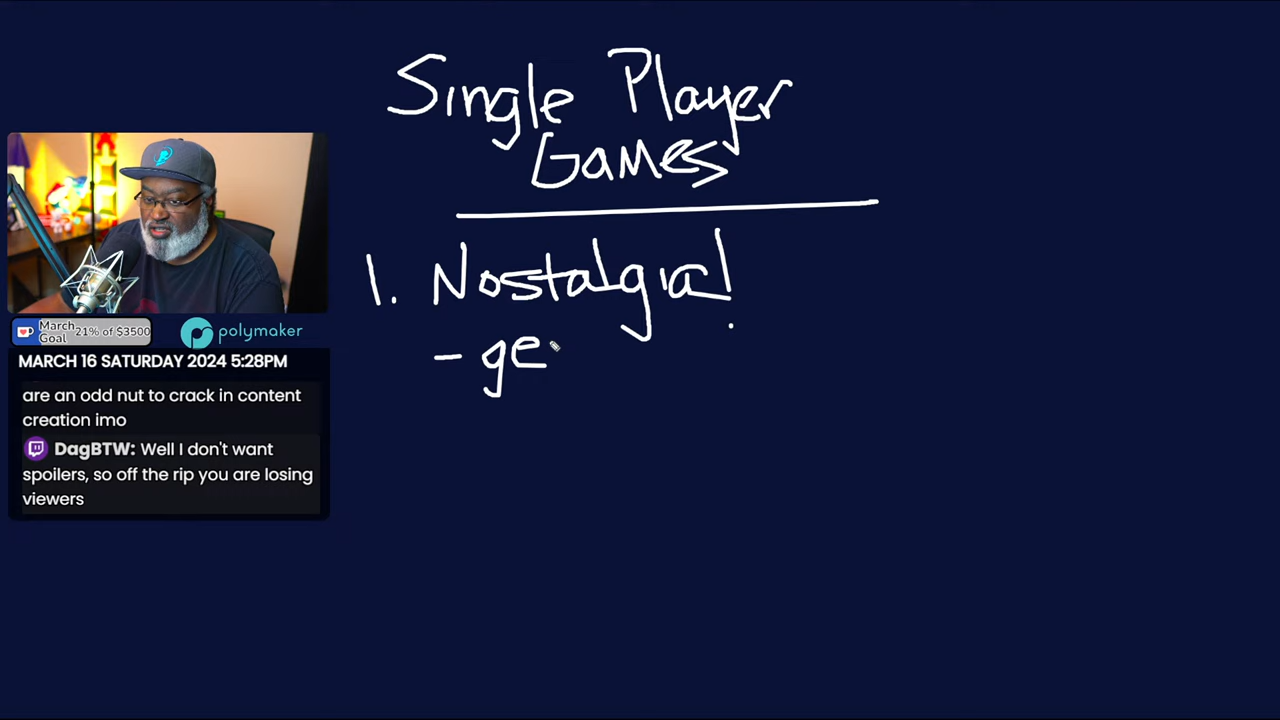 Single Player
Games
1. Nostalgia!
- ge
March
Goal
21% of $3500
polymaker
MARCH 16 SATURDAY 2024 5:28PM
are an odd nut to crack in content
creation imo
DagBTW: Well I don't want
spoilers, so off the rip you are losing
viewers